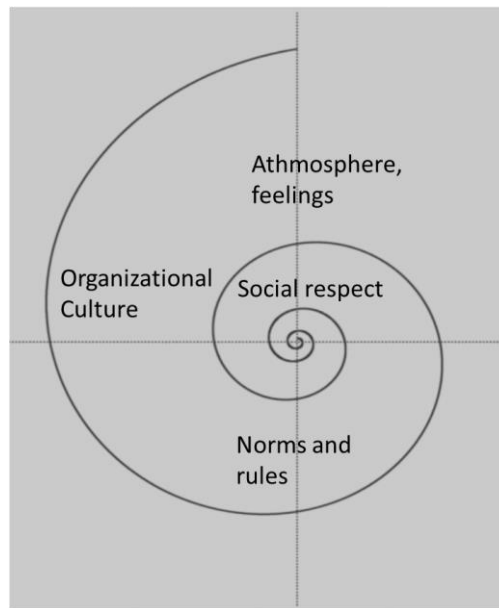 Athmosphere,
feelings
Organizational
Culture
Social respect
Norms and
rules